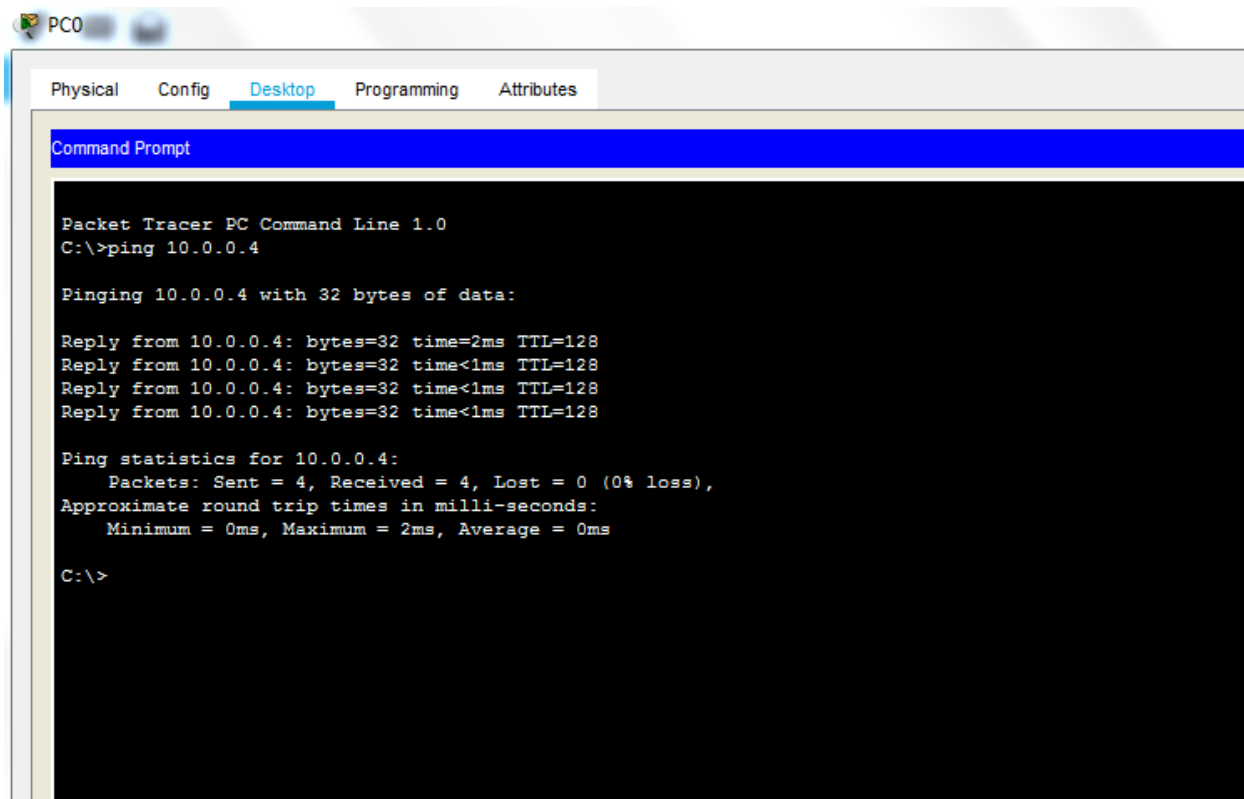 PC0
Physical Config Desktop Programming Attributes
Command Prompt
Packet Tracer PC Command Line 1.0
C:\>ping 10.0.0.4
Pinging 10.0.0.4 with 32 bytes of data:
Reply from 10.0.0.4: bytes=32 time=2ms TTL=128
Reply from 10.0.0.4: bytes=32 time<1ms TTL=128
Reply from 10.0.0.4: bytes=32 time<1ms TTL=128
Reply from 10.0.0.4: bytes=32 time<1ms TTL=128
Ping statistics for 10.0.0.4:
Packets: Sent = 4, Received = 4, Lost = 0 (0% loss),
Approximate round trip times in milli-seconds:
Minimum = 0ms, Maximum = 2ms, Average = 0ms
C:\>